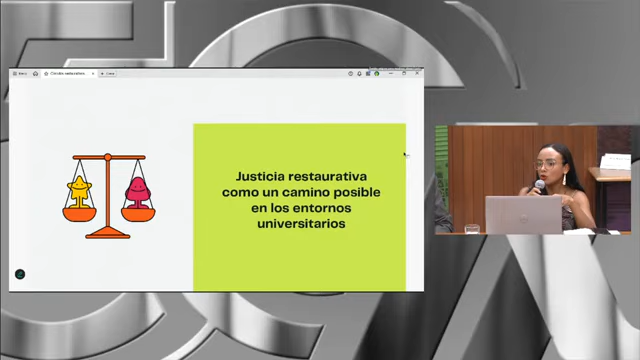 Justicia restaurativa
como un camino posible
en los entornos
universitarios